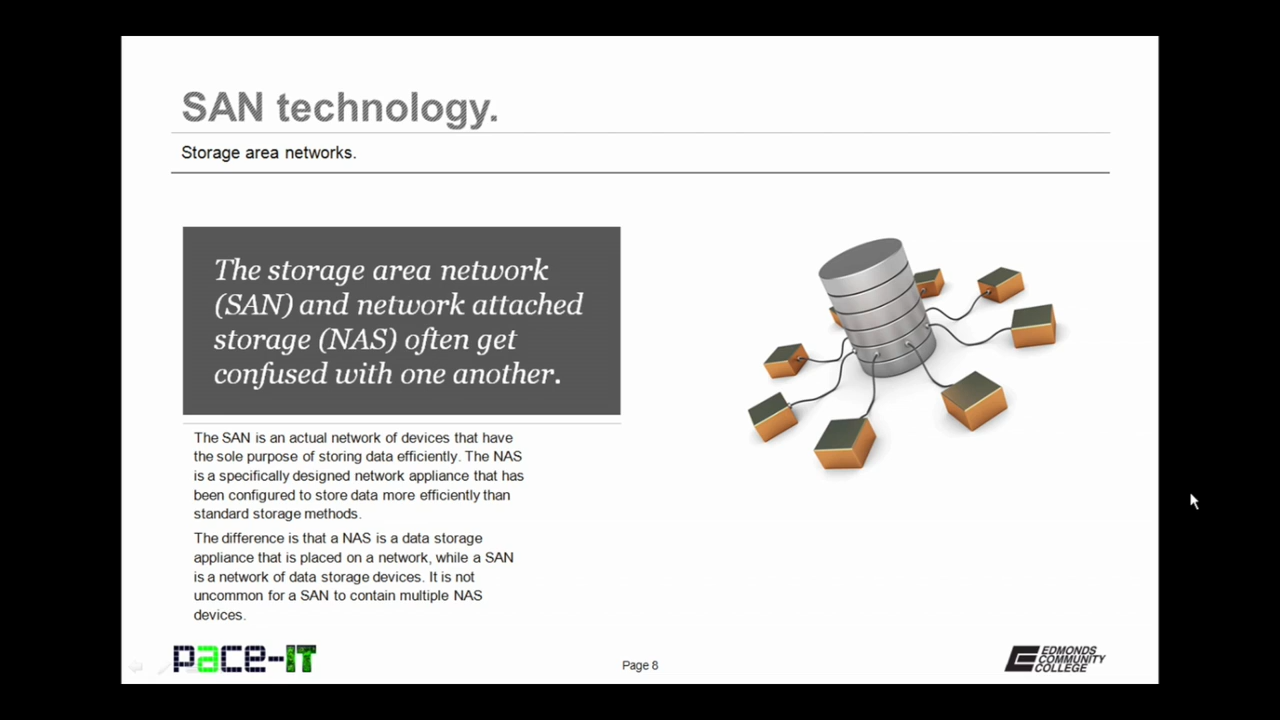 SAN technology.
Storage area networks.
The storage area network
(SAN) and network attached
storage (NAS) often get
confused with one another.
The SAN is an actual network of devices that have
the sole purpose of storing data efficiently. The NAS
is a specifically designed network appliance that has
been configured to store data more efficiently than
standard storage methods.
The difference is that a NAS is a data storage
appliance that is placed on a network, while a SAN
is a network of data storage devices. It is not
uncommon for a SAN to contain multiple NAS
devices.
pace-IT
Page 8
EDMONDS
COMMUNITY
COLLEGE